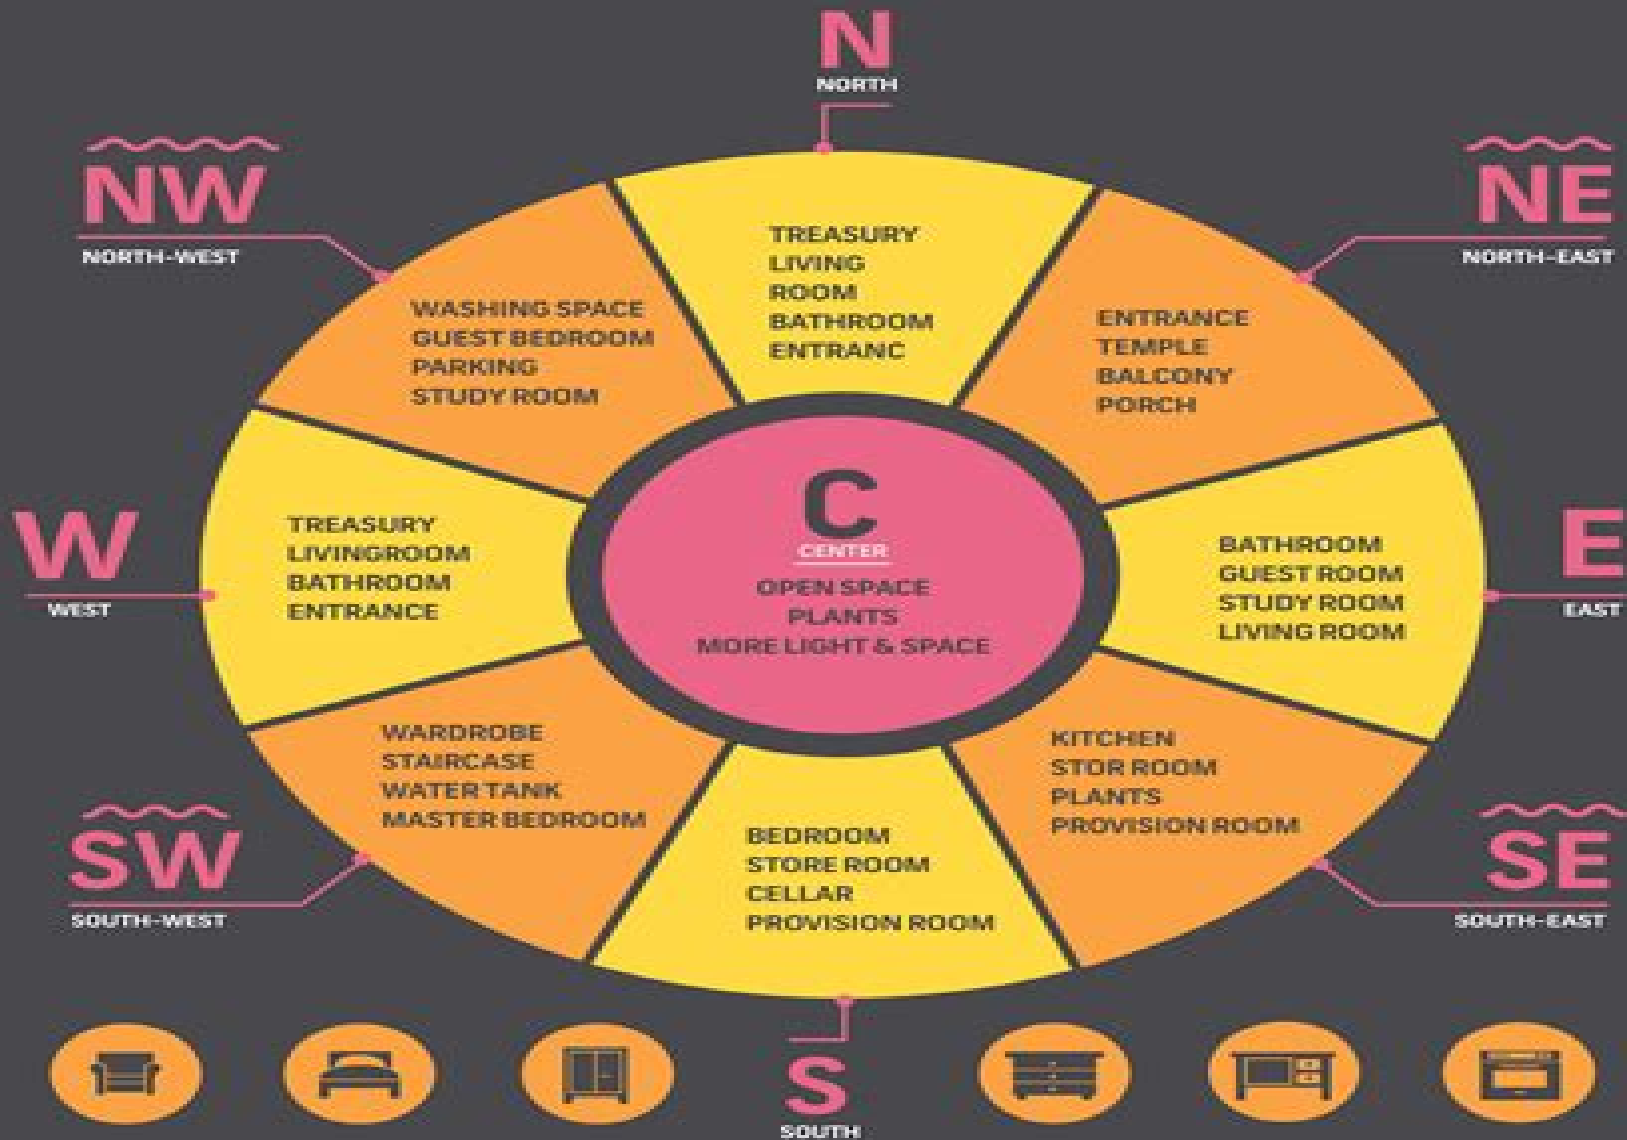 N
NORTH
NW
NORTH-WEST
NE
NORTH-EAST
TREASURY
LIVING
ROOM
BATHROOM
ENTRANC
WASHING SPACE
GUEST BEDROOM
PARKING
STUDY ROOM
ENTRANCE
TEMPLE
BALCONY
PORCH
W
WEST
TREASURY
LIVINGROOM
BATHROOM
ENTRANCE
C
CENTER
OPEN SPACE
PLANTS
MORE LIGHT & SPACE
BATHROOM
GUEST ROOM
STUDY ROOM
LIVING ROOM
E
EAST
WARDROBE
STAIRCASE
WATER TANK
MASTER BEDROOM
KITCHEN
STOR ROOM
PLANTS
PROVISION ROOM
BEDROOM
STORE ROOM
CELLAR
PROVISION ROOM
SW
SOUTH-WEST
SE
SOUTH-EAST
S
SOUTH